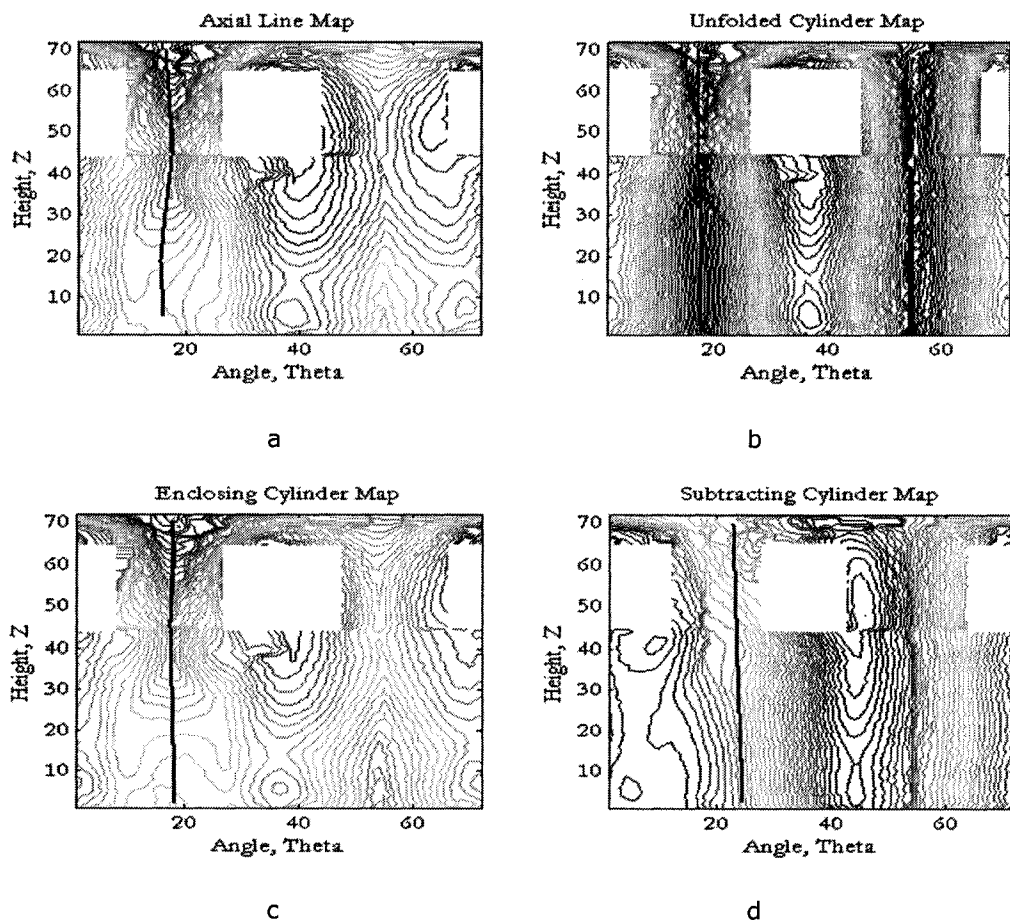 Axial Line Map
70
60
50
40
30
20
10
Height, Z
20 40 60
Angle, Theta
a
Unfolded Cylinder Map
70
60
50
40
30
20
10
Height, Z
20 40 60
Angle, Theta
b
Enclosing Cylinder Map
70
60
50
40
30
20
10
Height, Z
20 40 60
Angle, Theta
c
Subtracting Cylinder Map
70
60
50
40
30
20
10
Height, Z
20 40 60
Angle, Theta
d